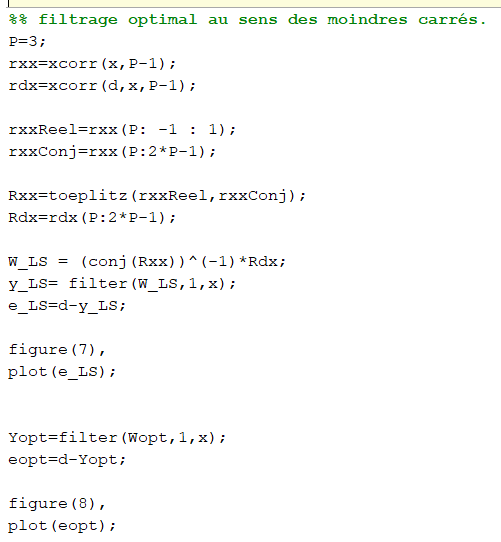 %% filtrage optimal au sens des moindres carrés.
P=3;
rxx=xcorr(x,P-1);
rdx=xcorr(d,x,P-1);
rxxReel=rxx(P: -1 : 1);
rxxConj=rxx(P:2*P-1);
Rxx=toeplitz(rxxReel,rxxConj);
Rdx=rdx(P:2*P-1);
W_LS = (conj(Rxx))^(-1)*Rdx;
y_LS= filter(W_LS,1,x);
e_LS=d-y_LS;
figure(7),
plot(e_LS);
Yopt=filter(Wopt,1,x);
eopt=d-Yopt;
figure(8),
plot(eopt);